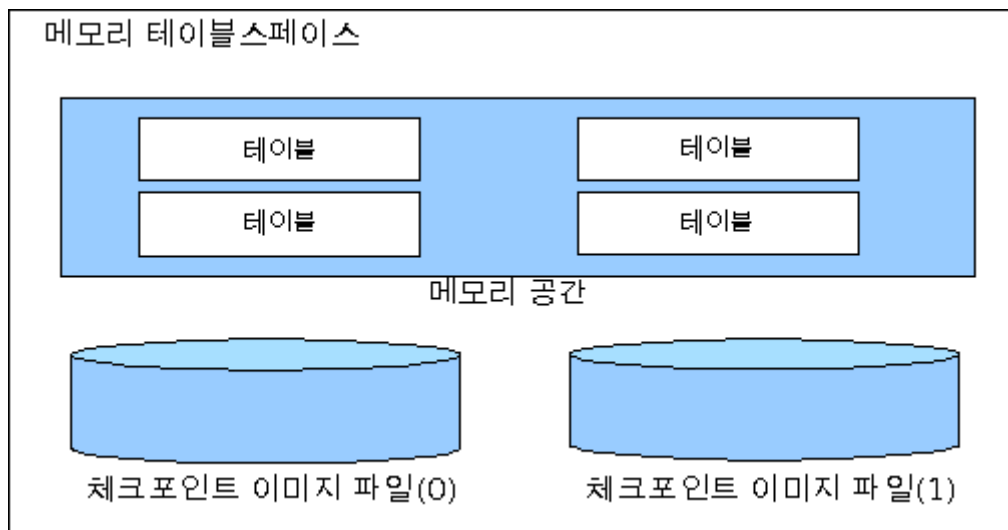 메모리 테이블스페이스
테이블
테이블
테이블
테이블
메모리 공간
체크포인트 이미지 파일(0)
체크포인트 이미지 파일(1)